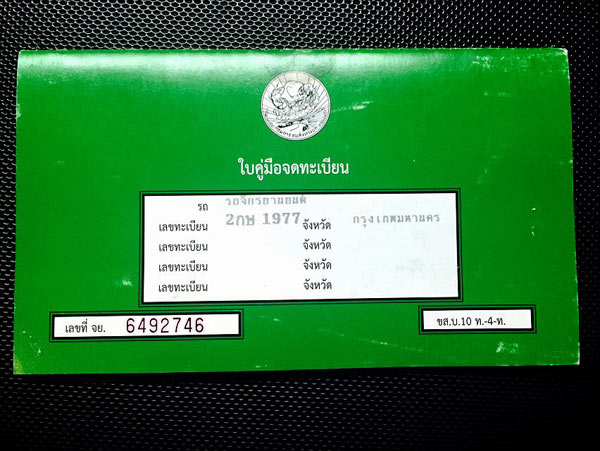 ใบคู่มือจดทะเบียน
รถ รถจักรยานยนต์
เลขทะเบียน 2กษ 1977 จังหวัด กรุงเทพมหานคร
เลขทะเบียน จังหวัด
เลขทะเบียน จังหวัด
เลขทะเบียน จังหวัด
เลขที่ จย. 6492746
ขส.บ.10 ท.-4-ท.